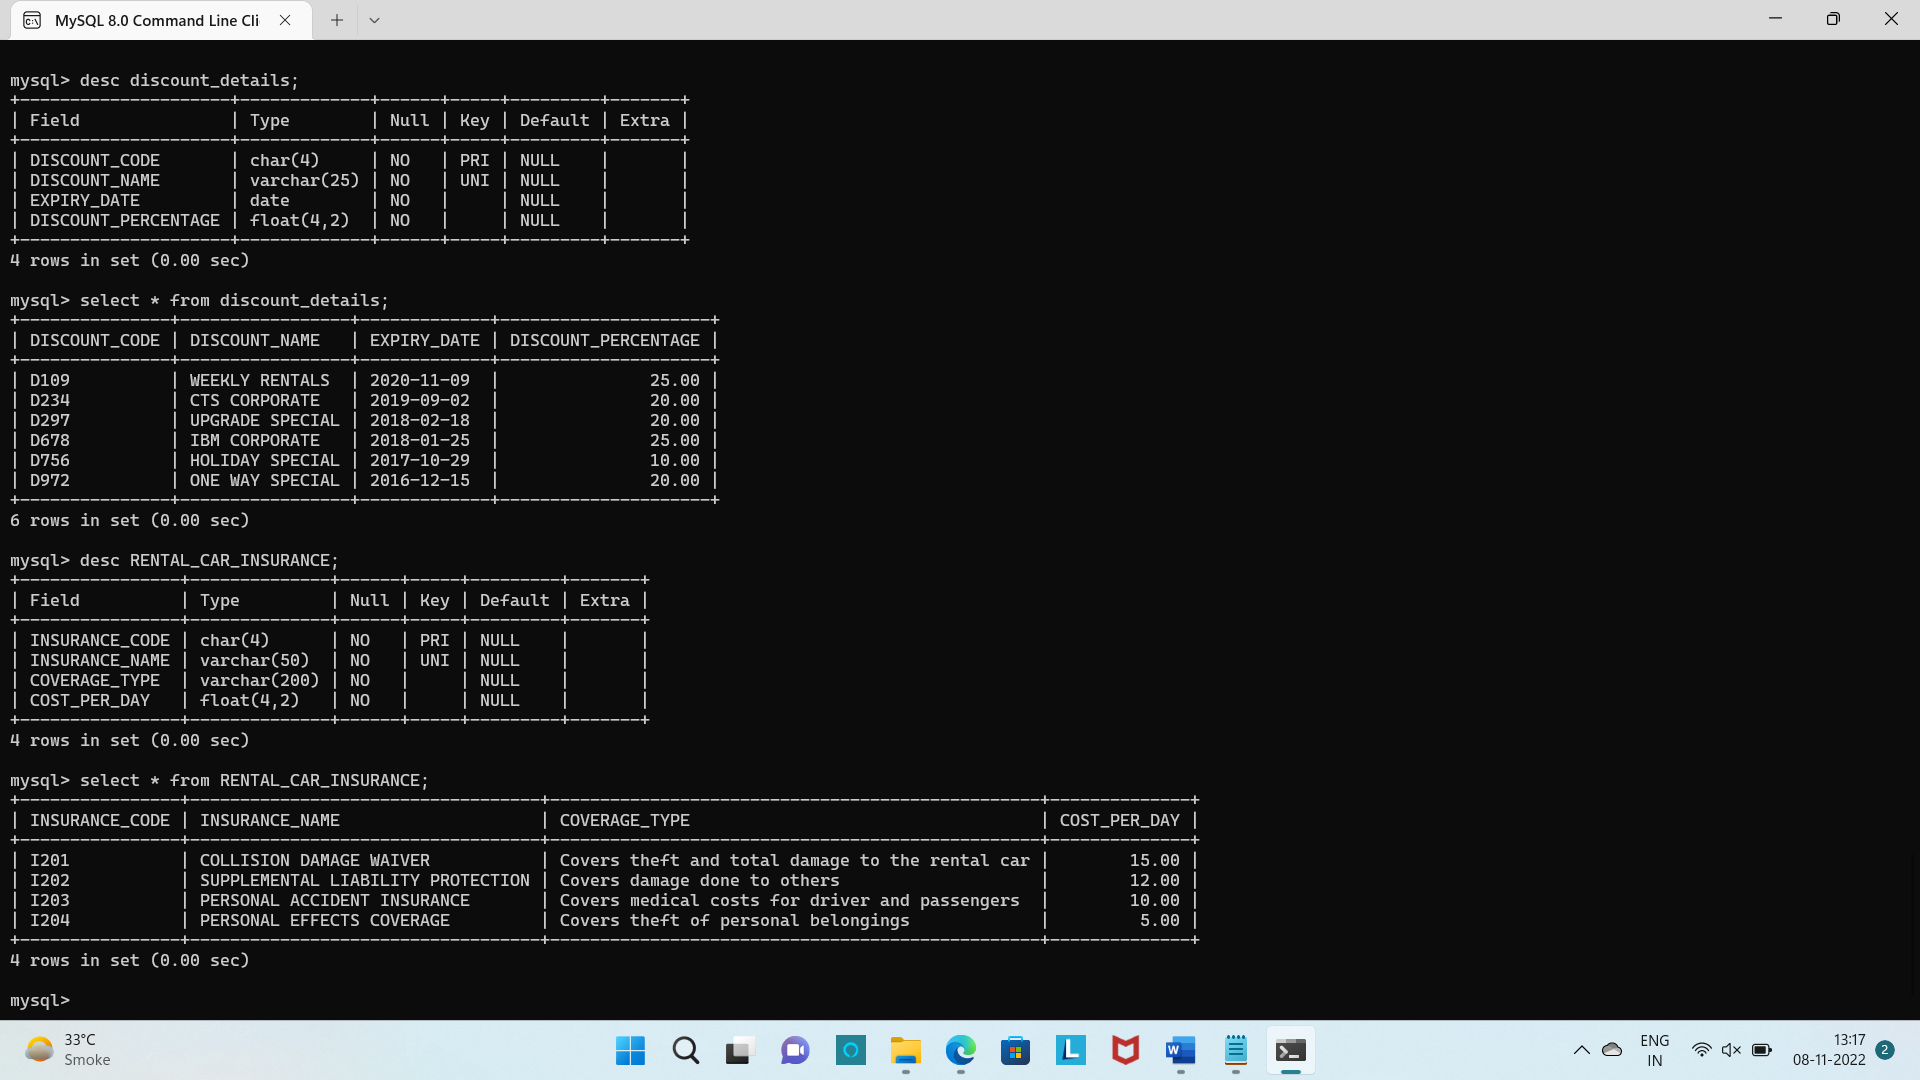 MySQL 8.0 Command Line Cli
mysql> desc discount_details;
+---------------------+-------------+------+-----+---------+-------+
| Field               | Type        | Null | Key | Default | Extra |
+---------------------+-------------+------+-----+---------+-------+
| DISCOUNT_CODE       | char(4)     | NO   | PRI | NULL    |       |
| DISCOUNT_NAME       | varchar(25) | NO   | UNI | NULL    |       |
| EXPIRY_DATE         | date        | NO   |     | NULL    |       |
| DISCOUNT_PERCENTAGE | float(4,2)  | NO   |     | NULL    |       |
+---------------------+-------------+------+-----+---------+-------+
4 rows in set (0.00 sec)
mysql> select * from discount_details;
+---------------+-----------------+-------------+---------------------+
| DISCOUNT_CODE | DISCOUNT_NAME   | EXPIRY_DATE | DISCOUNT_PERCENTAGE |
+---------------+-----------------+-------------+---------------------+
| D109          | WEEKLY RENTALS  | 2020-11-09  |               25.00 |
| D234          | CTS CORPORATE   | 2019-09-02  |               20.00 |
| D297          | UPGRADE SPECIAL | 2018-02-18  |               20.00 |
| D678          | IBM CORPORATE   | 2018-01-25  |               25.00 |
| D756          | HOLIDAY SPECIAL | 2017-10-29  |               10.00 |
| D972          | ONE WAY SPECIAL | 2016-12-15  |               20.00 |
+---------------+-----------------+-------------+---------------------+
6 rows in set (0.00 sec)
mysql> desc RENTAL_CAR_INSURANCE;
+----------------+--------------+------+-----+---------+-------+
| Field          | Type         | Null | Key | Default | Extra |
+----------------+--------------+------+-----+---------+-------+
| INSURANCE_CODE | char(4)      | NO   | PRI | NULL    |       |
| INSURANCE_NAME | varchar(50)  | NO   | UNI | NULL    |       |
| COVERAGE_TYPE  | varchar(200) | NO   |     | NULL    |       |
| COST_PER_DAY   | float(4,2)   | NO   |     | NULL    |       |
+----------------+--------------+------+-----+---------+-------+
4 rows in set (0.00 sec)
mysql> select * from RENTAL_CAR_INSURANCE;
+----------------+-----------------------------------+-------------------------------------------------+--------------+
| INSURANCE_CODE | INSURANCE_NAME                    | COVERAGE_TYPE                                   | COST_PER_DAY |
+----------------+-----------------------------------+-------------------------------------------------+--------------+
| I201           | COLLISION DAMAGE WAIVER           | Covers theft and total damage to the rental car |        15.00 |
| I202           | SUPPLEMENTAL LIABILITY PROTECTION | Covers damage done to others                    |        12.00 |
| I203           | PERSONAL ACCIDENT INSURANCE       | Covers medical costs for driver and passengers  |        10.00 |
| I204           | PERSONAL EFFECTS COVERAGE         | Covers theft of personal belongings             |         5.00 |
+----------------+-----------------------------------+-------------------------------------------------+--------------+
4 rows in set (0.00 sec)
mysql>
33°C
Smoke
ENG
IN
13:17
08-11-2022
2